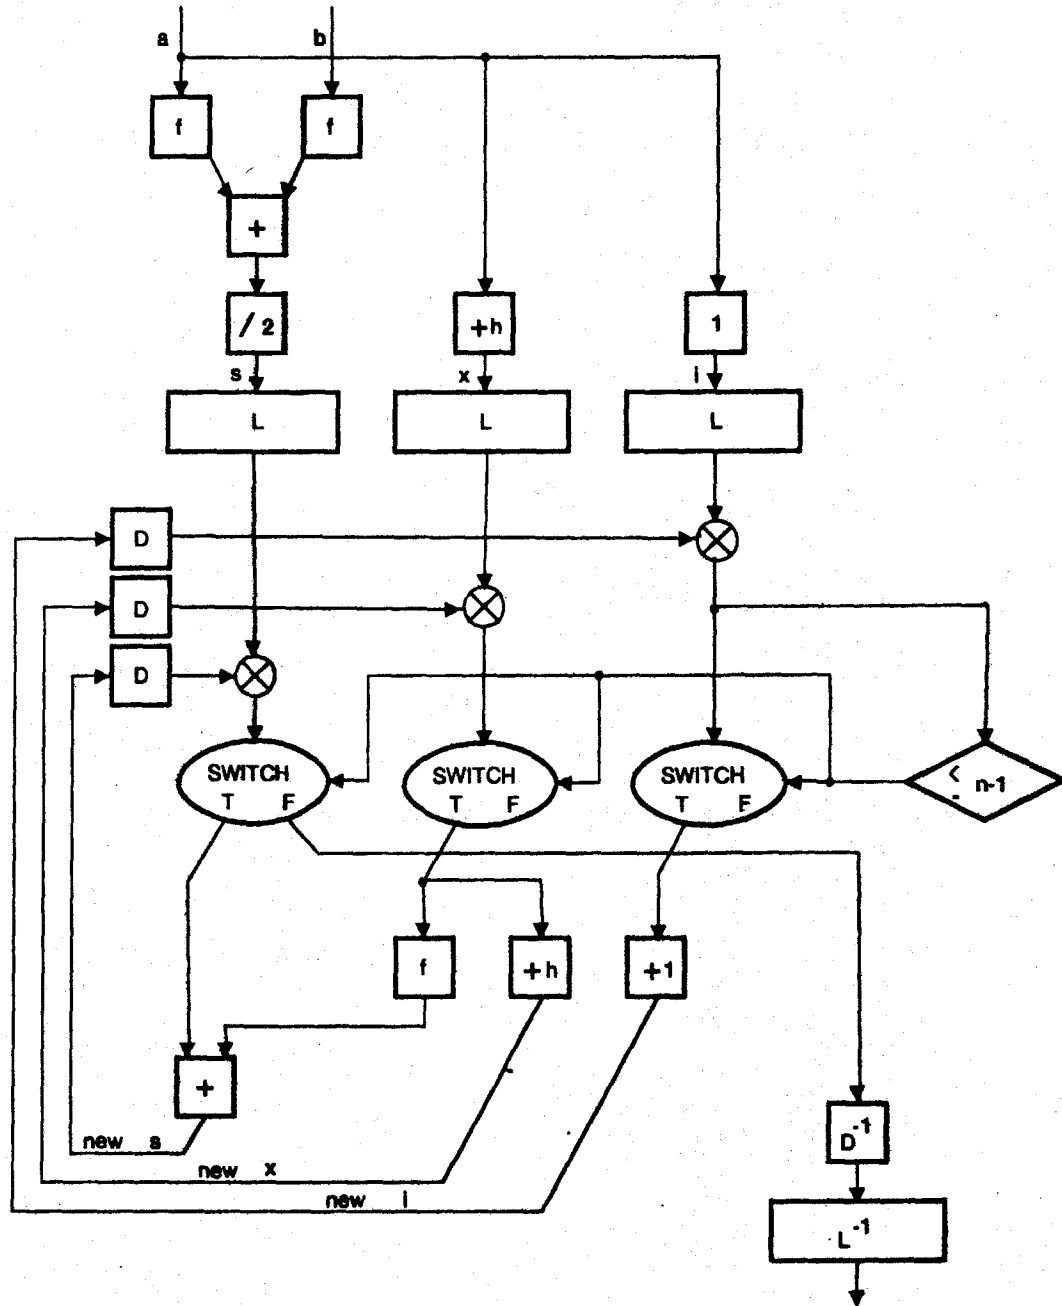 a
b
f
f
+
/ 2
+h
1
s
x
i
L
L
L
D
D
D
SWITCH
T F
SWITCH
T F
SWITCH
T F
≤ n-1
f
+h
+1
+
new s
new x
new i
D-1
L-1